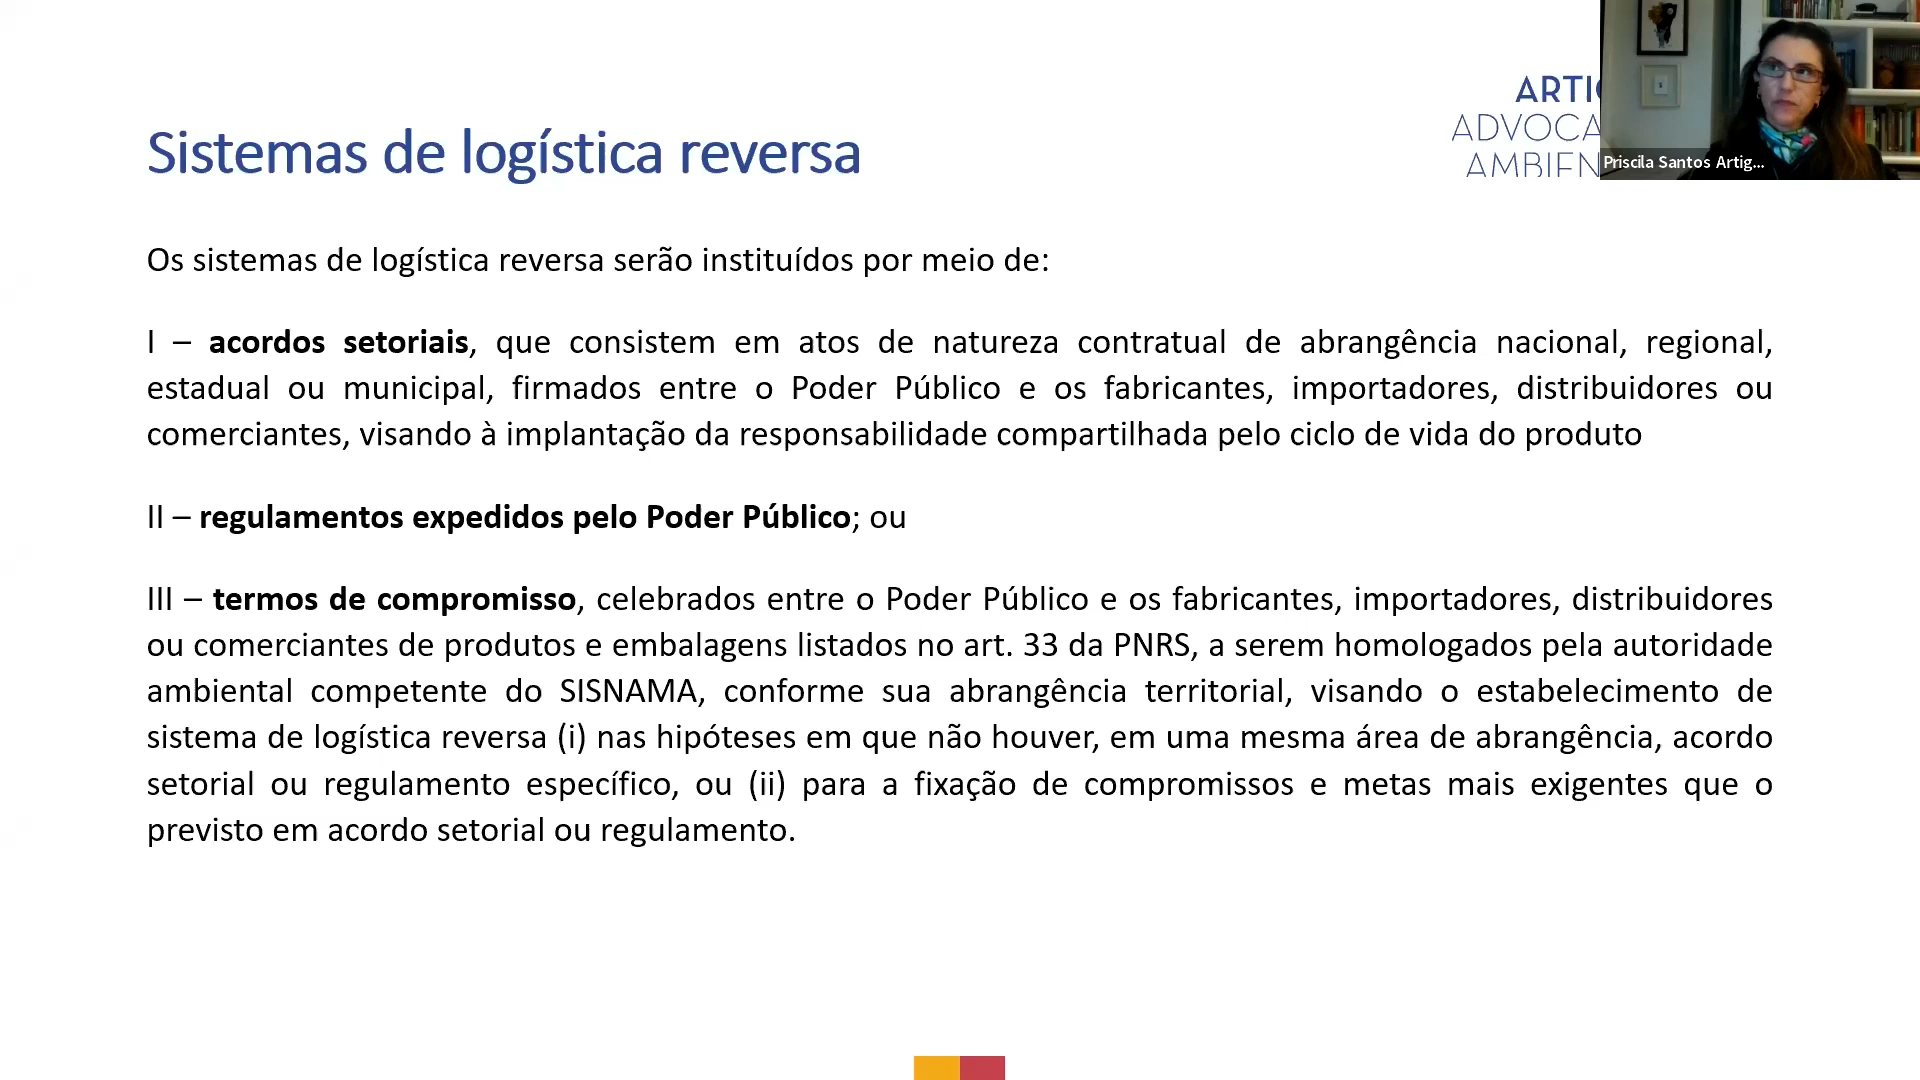 Sistemas de logística reversa
ARTIG
ADVOCA
AMBIEN
Priscila Santos Artig...
Os sistemas de logística reversa serão instituídos por meio de:
I – acordos setoriais, que consistem em atos de natureza contratual de abrangência nacional, regional,
estadual ou municipal, firmados entre o Poder Público e os fabricantes, importadores, distribuidores ou
comerciantes, visando à implantação da responsabilidade compartilhada pelo ciclo de vida do produto
II – regulamentos expedidos pelo Poder Público; ou
III – termos de compromisso, celebrados entre o Poder Público e os fabricantes, importadores, distribuidores
ou comerciantes de produtos e embalagens listados no art. 33 da PNRS, a serem homologados pela autoridade
ambiental competente do SISNAMA, conforme sua abrangência territorial, visando o estabelecimento de
sistema de logística reversa (i) nas hipóteses em que não houver, em uma mesma área de abrangência, acordo
setorial ou regulamento específico, ou (ii) para a fixação de compromissos e metas mais exigentes que o
previsto em acordo setorial ou regulamento.